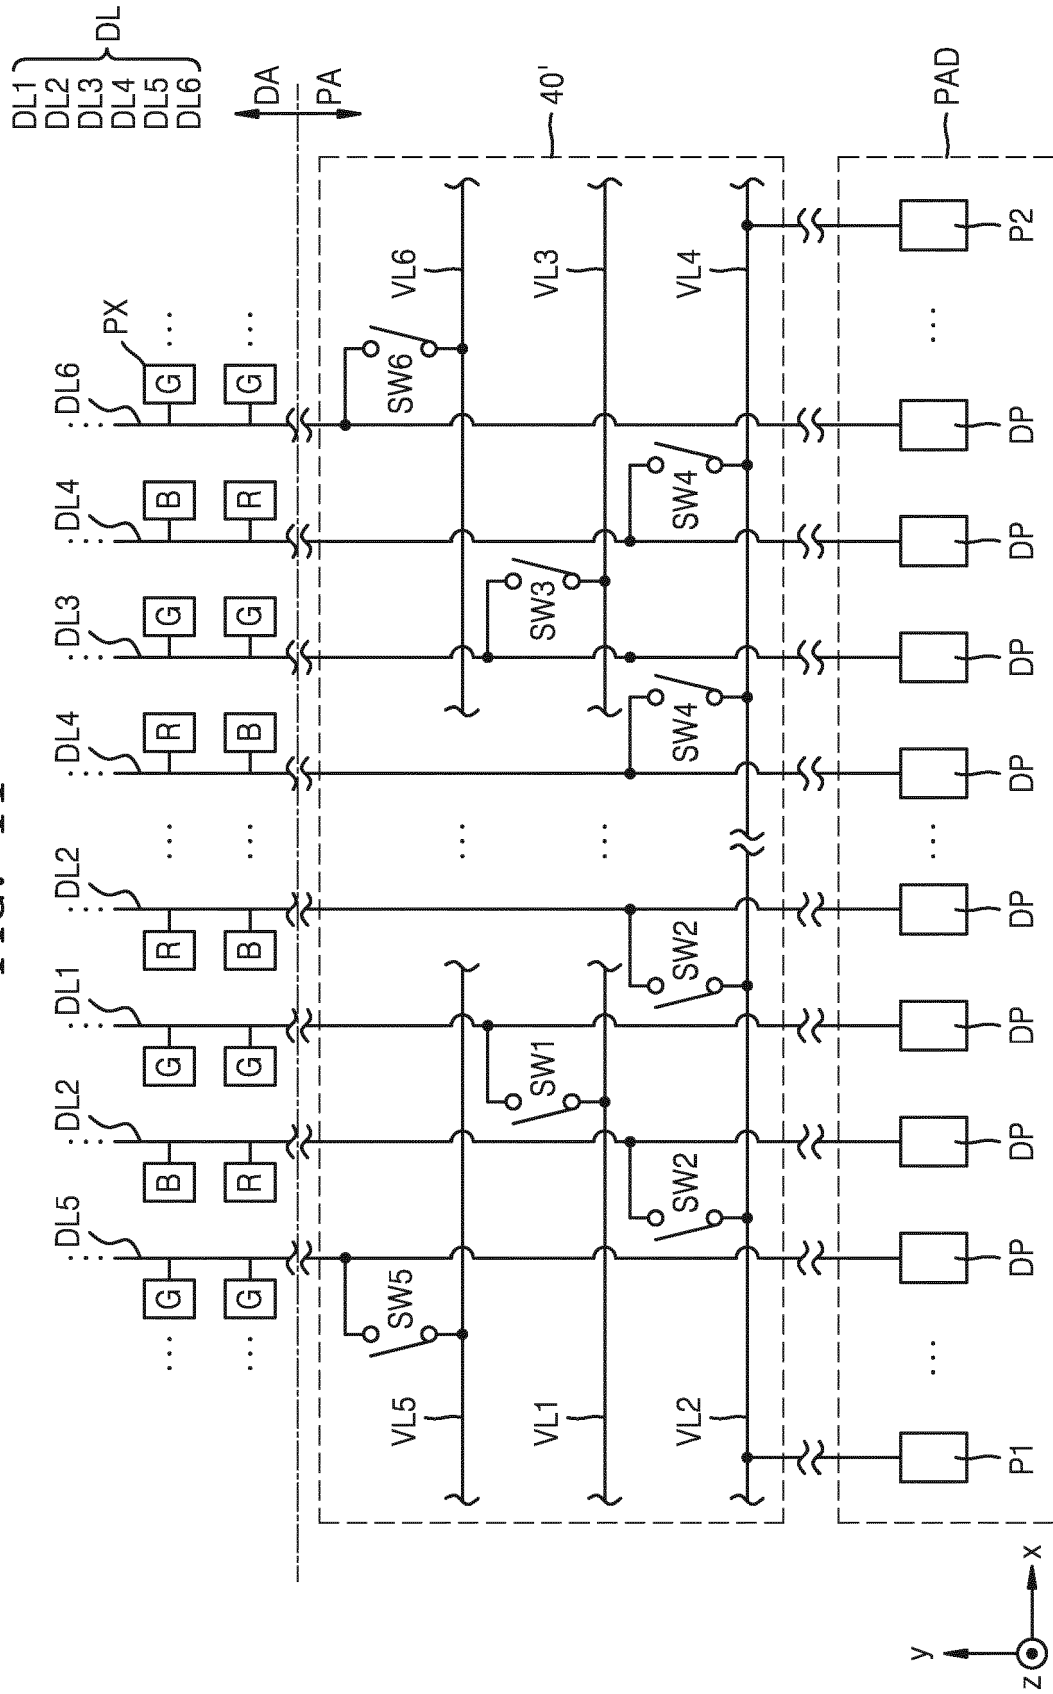 DL1
DL2
DL3
DL4
DL5
DL6
DL
DA
PA
DL5 DL2 DL1 DL2 DL4 DL3 DL4 DL6
PX
... G B G R ... R G B G ...
... G R G B ... B G R G ...
40'
SW5 SW6
VL5 VL6
SW1 SW3
VL1 VL3
SW2 SW2 SW4 SW4
VL2 VL4
PAD
P1 ... DP DP DP DP ... DP DP DP DP ... P2
y
x
z